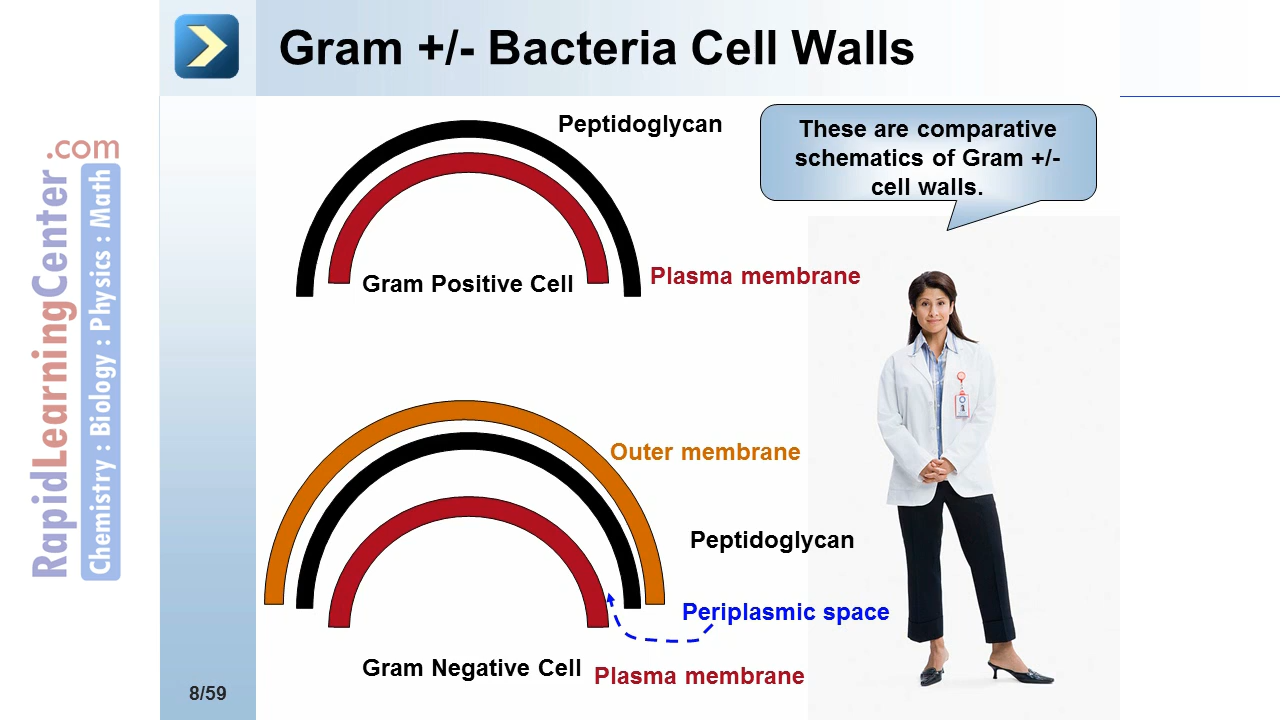 Gram +/- Bacteria Cell Walls
Peptidoglycan
These are comparative
schematics of Gram +/-
cell walls.
Plasma membrane
Gram Positive Cell
Outer membrane
Peptidoglycan
Periplasmic space
Gram Negative Cell
Plasma membrane
8/59
RapidLearningCenter.com
Chemistry : Biology : Physics : Math